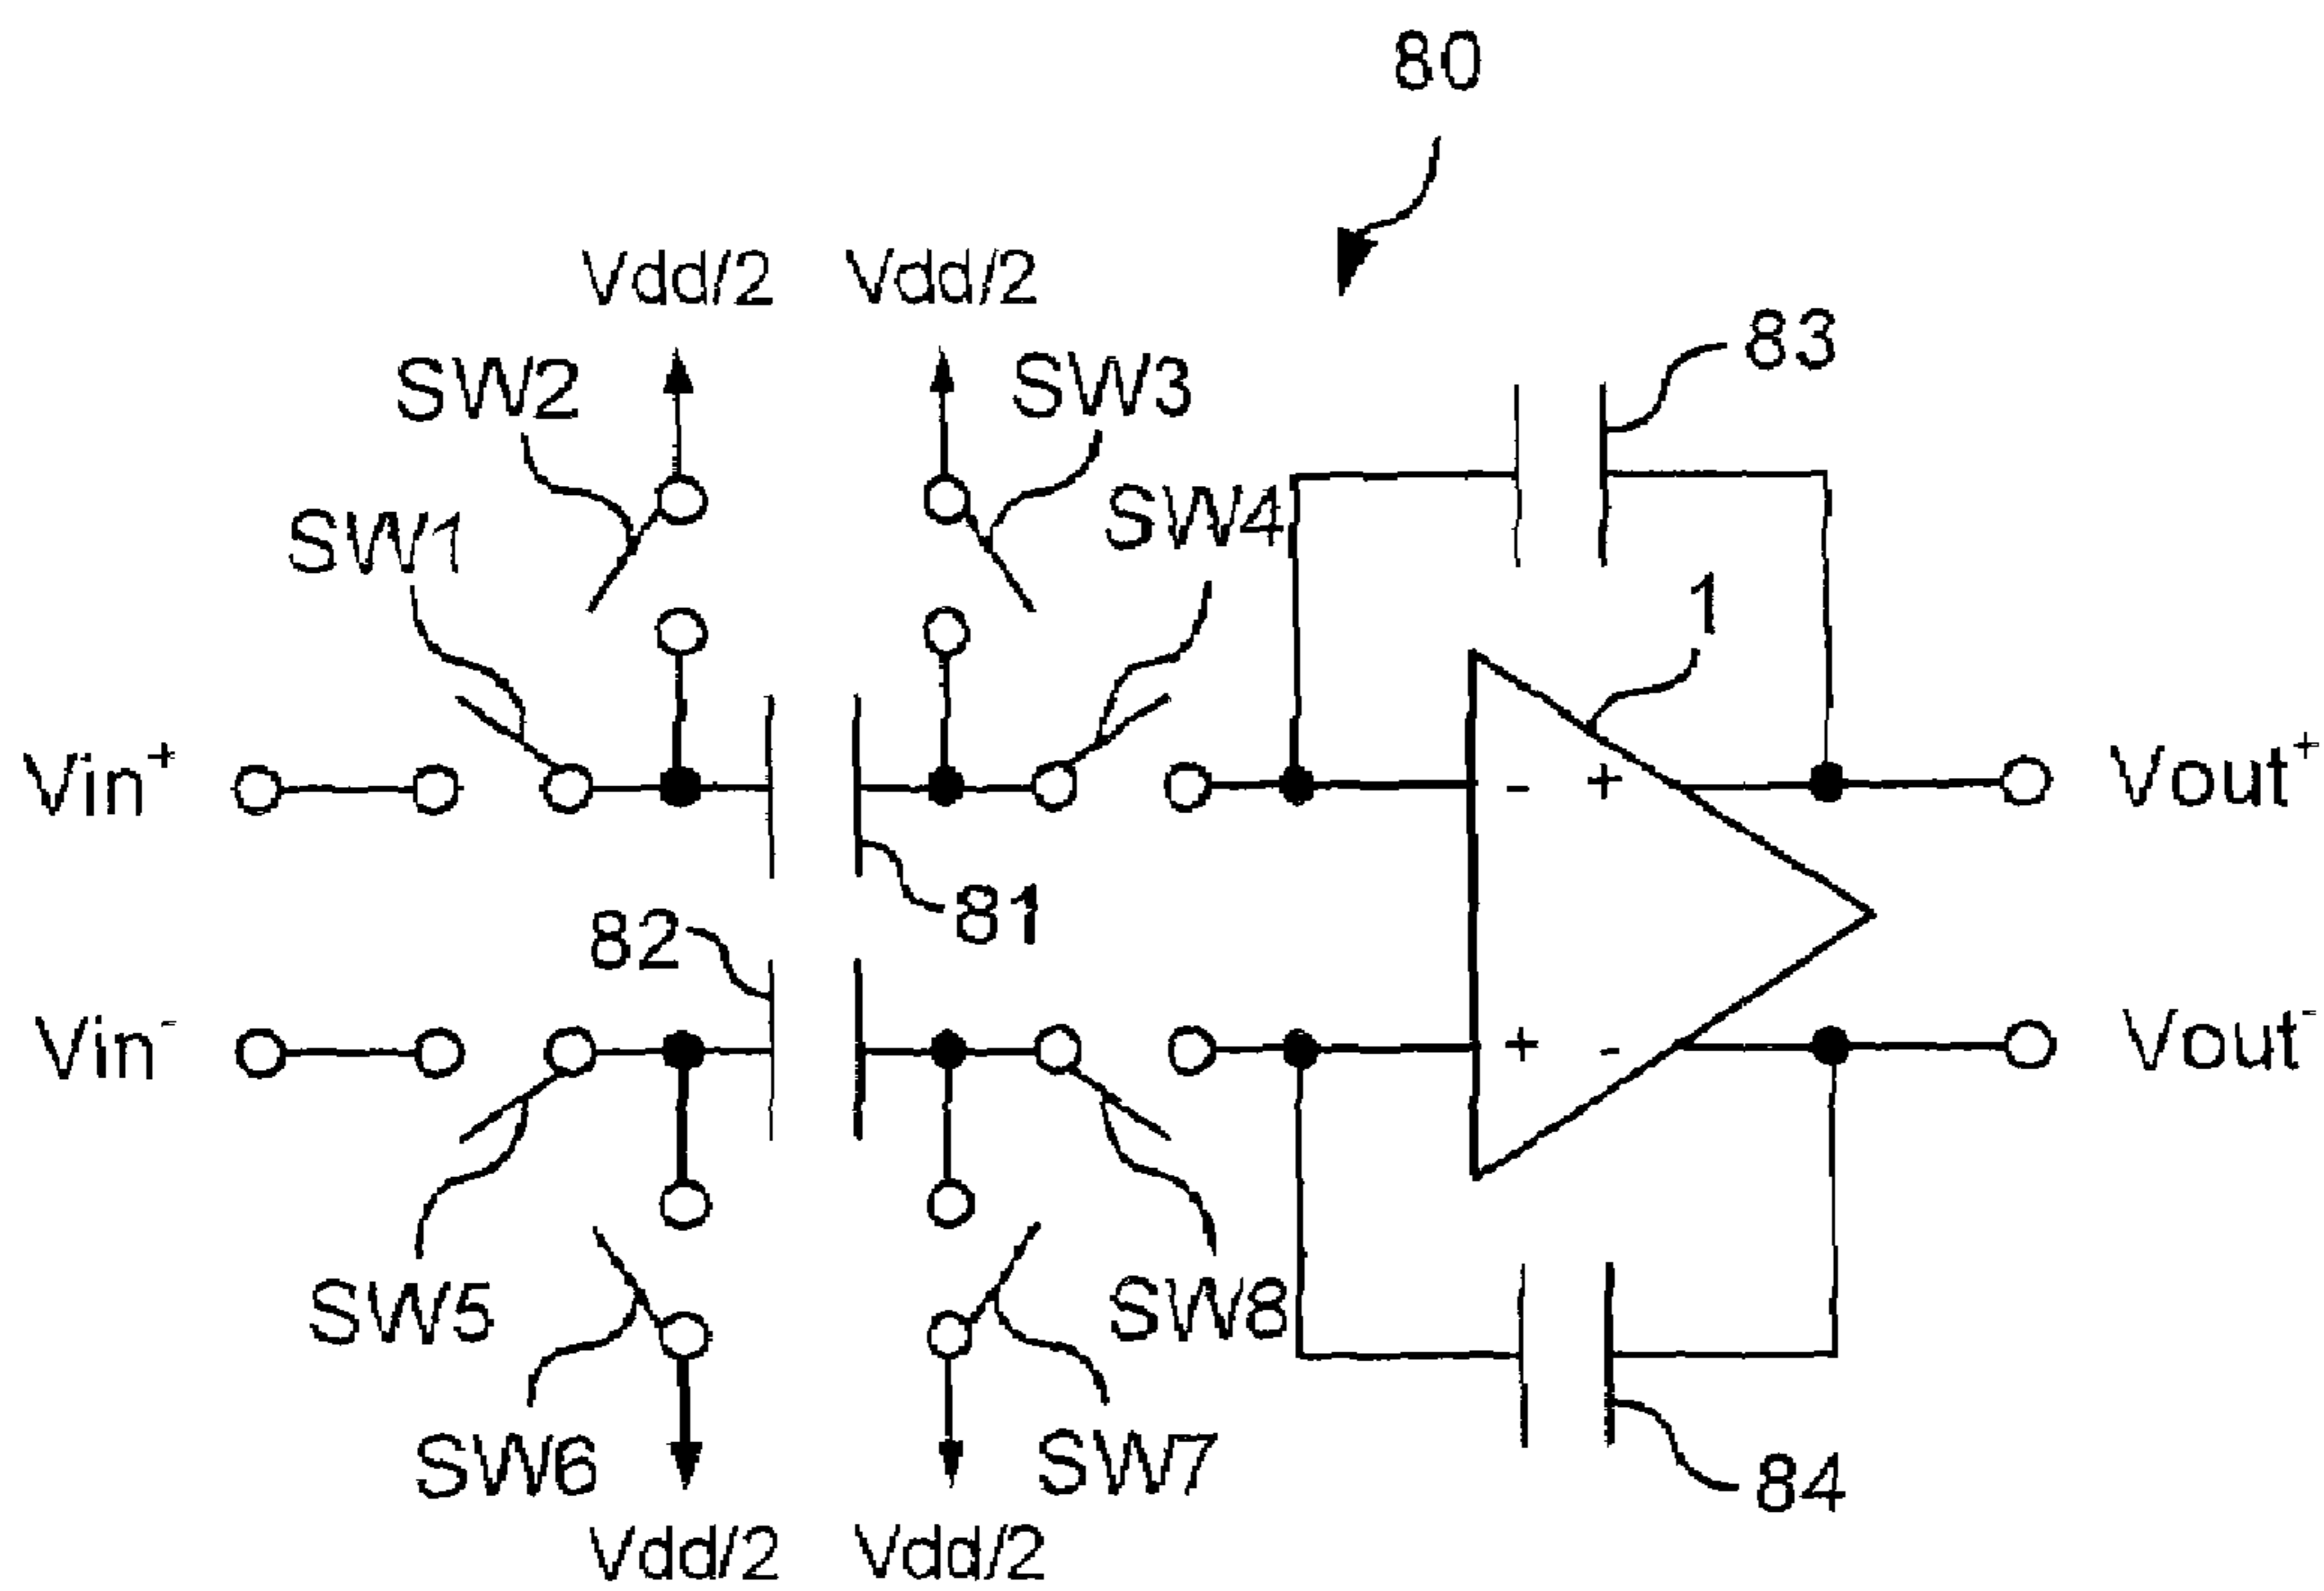 80
Vdd/2 Vdd/2
83
SW2 SW3
SW1 SW4
1
Vin+ - + Vout+
81
82
Vin- + - Vout-
SW5 SW8
SW6 SW7
84
Vdd/2 Vdd/2